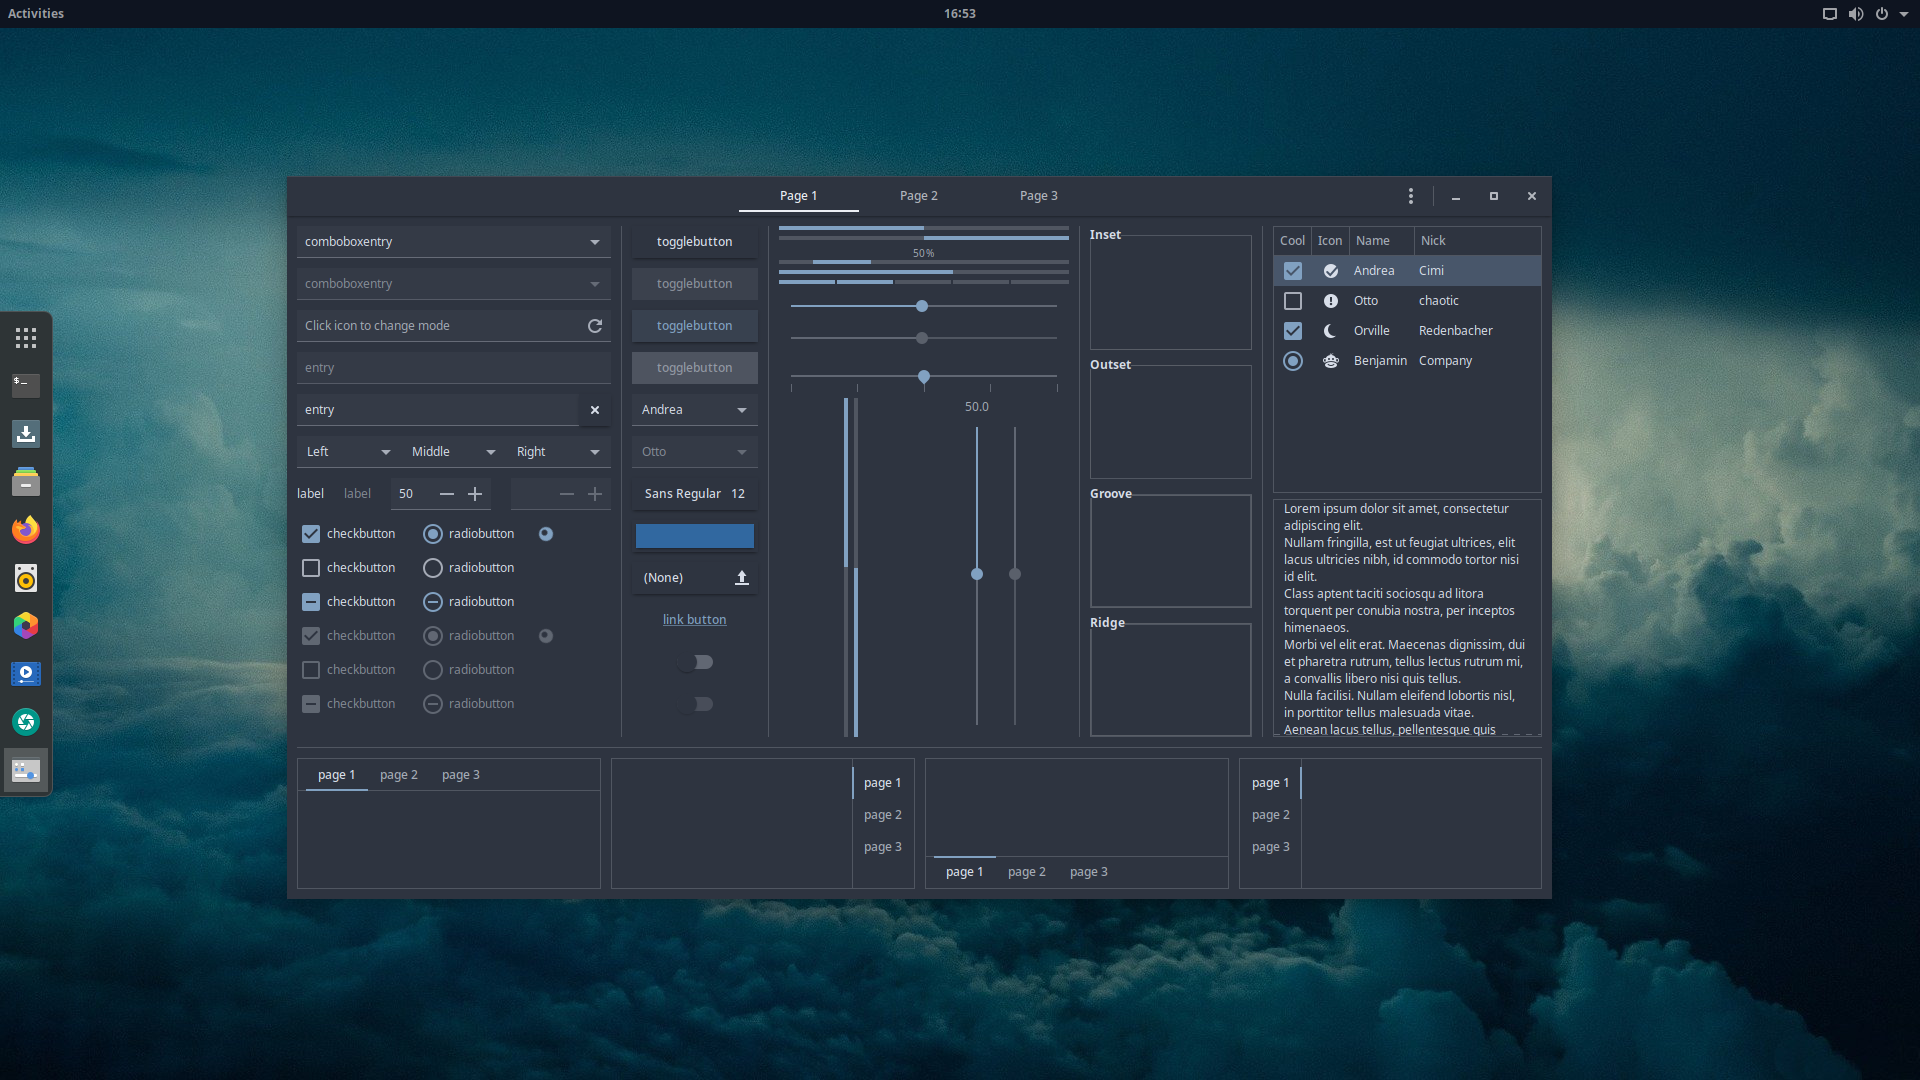 Activities
16:53
Page 1
Page 2
Page 3
comboboxentry
comboboxentry
Click icon to change mode
entry
entry
Left
Middle
Right
label
label
50
checkbutton
radiobutton
checkbutton
radiobutton
checkbutton
radiobutton
checkbutton
radiobutton
checkbutton
radiobutton
checkbutton
radiobutton
togglebutton
togglebutton
togglebutton
togglebutton
Andrea
Otto
Sans Regular 12
(None)
link button
50 %
50.0
Inset
Outset
Groove
Ridge
Cool Icon Name Nick
Andrea Cimi
Otto chaotic
Orville Redenbacher
Benjamin Company
Lorem ipsum dolor sit amet, consectetur
adipiscing elit.
Nullam fringilla, est ut feugiat ultrices, elit
lacus ultricies nibh, id commodo tortor nisi
id elit.
Class aptent taciti sociosqu ad litora
torquent per conubia nostra, per inceptos
himenaeos.
Morbi vel elit erat. Maecenas dignissim, dui
et pharetra rutrum, tellus lectus rutrum mi,
a convallis libero nisi quis tellus.
Nulla facilisi. Nullam eleifend lobortis nisl,
in porttitor tellus malesuada vitae.
Aenean lacus tellus, pellentesque quis
page 1
page 2
page 3
page 1
page 2
page 3
page 1
page 2
page 3
page 1
page 2
page 3
$ _